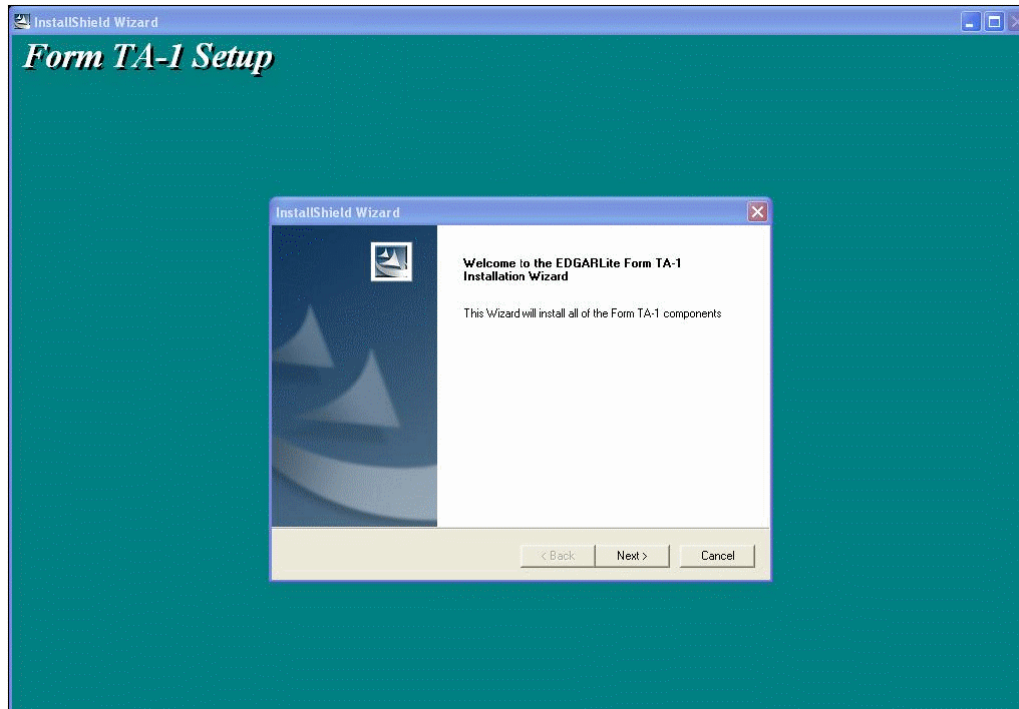 InstallShield Wizard
Form TA-1 Setup
InstallShield Wizard
Welcome to the EDGARLite Form TA-1
Installation Wizard
This Wizard will install all of the Form TA-1 components
< Back
Next >
Cancel